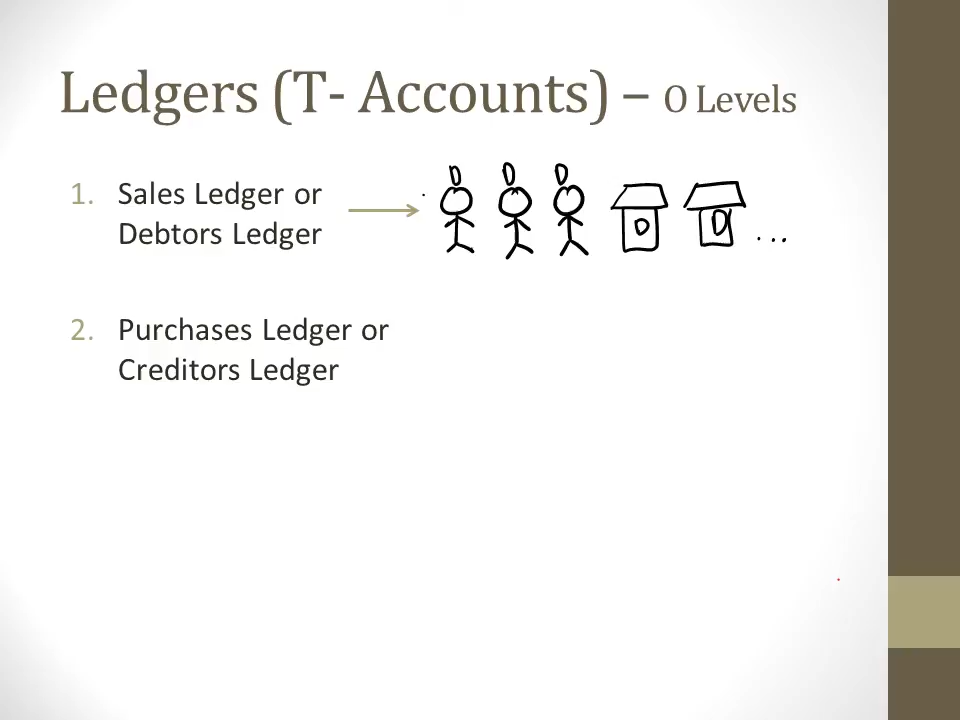 Ledgers (T- Accounts) – O Levels
1. Sales Ledger or
Debtors Ledger
D D D D D ...
2. Purchases Ledger or
Creditors Ledger